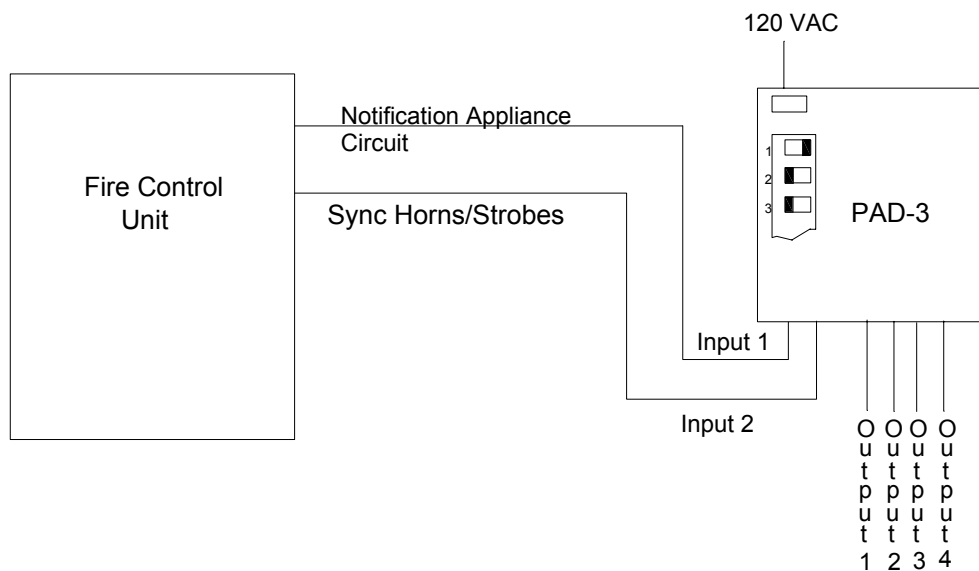 120 VAC
Notification Appliance
Circuit
Fire Control
Unit
Sync Horns/Strobes
1
2
3
PAD-3
Input 1
Input 2
Output 1
Output 2
Output 3
Output 4